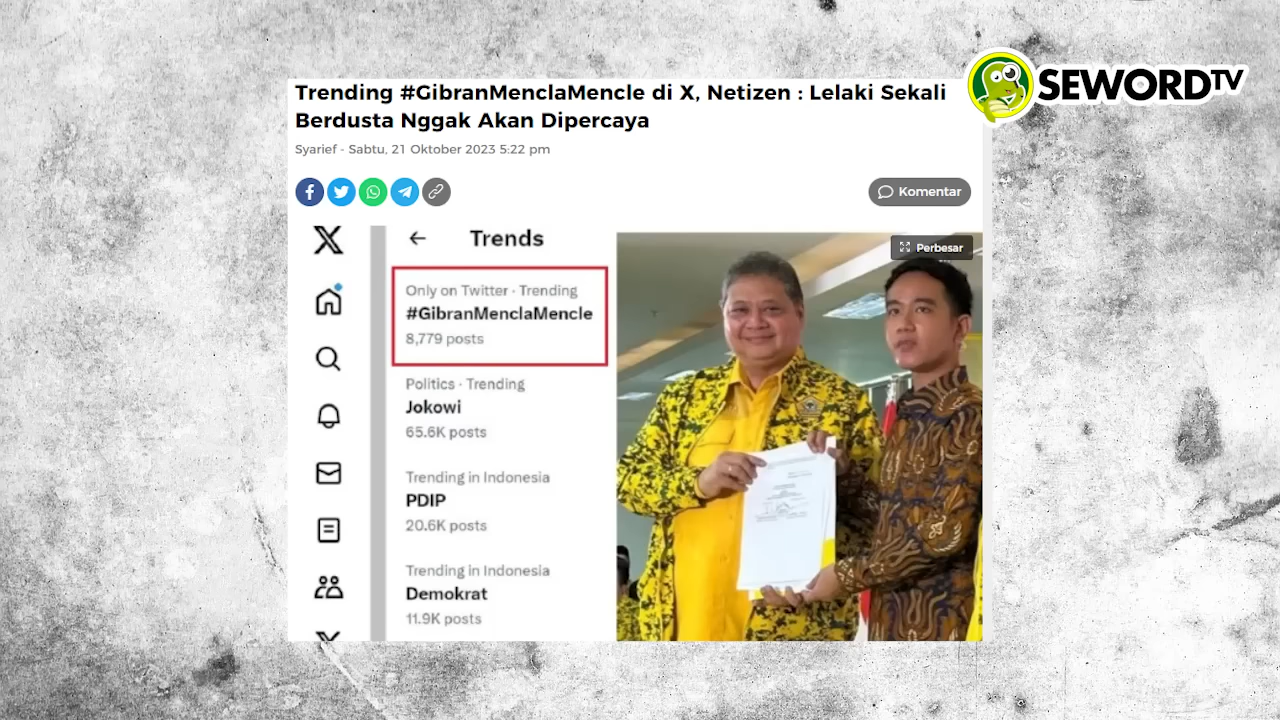 SEWORDTV
Trending #GibranMenclaMencle di X, Netizen : Lelaki Sekali
Berdusta Nggak Akan Dipercaya
Syarief - Sabtu, 21 Oktober 2023 5:22 pm
Komentar
Trends
Only on Twitter · Trending
#GibranMenclaMencle
8,779 posts
Politics · Trending
Jokowi
65.6K posts
Trending in Indonesia
PDIP
20.6K posts
Trending in Indonesia
Demokrat
11.9K posts
Perbesar